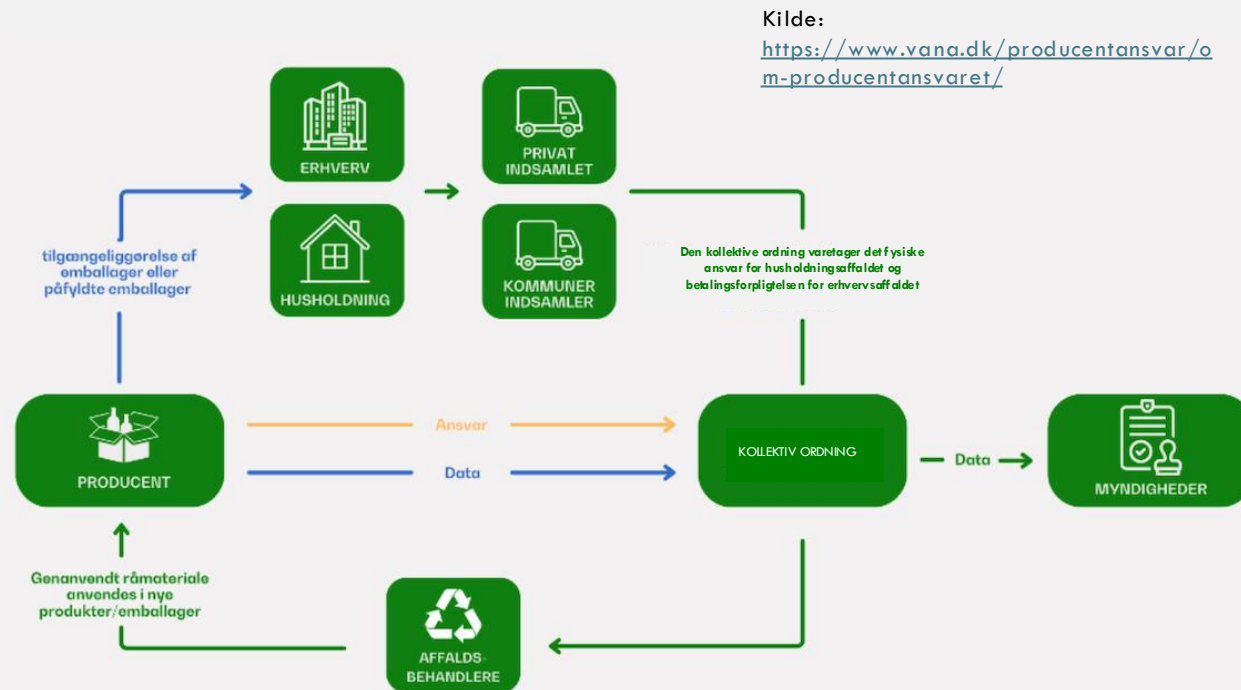 Kilde:
https://www.vana.dk/producentansvar/o
m-producentansvaret/
ERHVERV
PRIVAT
INDSAMLET
HUSHOLDNING
KOMMUNER
INDSAMLER
tilgængeliggørelse af
emballager eller
påfyldte emballager
Den kollektive ordning varetager det fysiske
ansvar for husholdningsaffaldet og
betalingsforpligtelsen for erhvervsaffaldet
PRODUCENT
Ansvar
Data
KOLLEKTIV ORDNING
Data
MYNDIGHEDER
Genanvendt råmateriale
anvendes i nye
produkter/emballager
AFFALDS-
BEHANDLERE